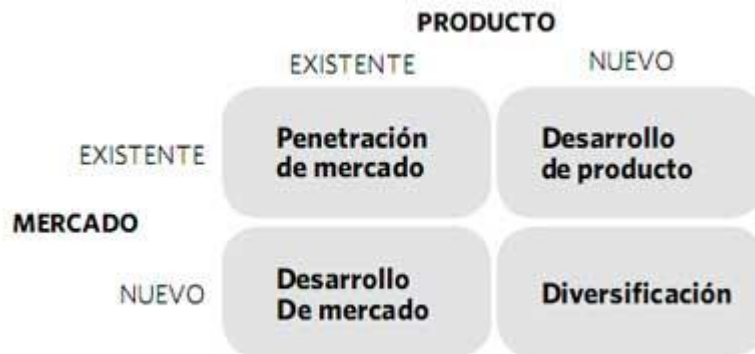 PRODUCTO
EXISTENTE NUEVO
EXISTENTE
Penetración
de mercado
Desarrollo
de producto
MERCADO
NUEVO
Desarrollo
De mercado
Diversificación